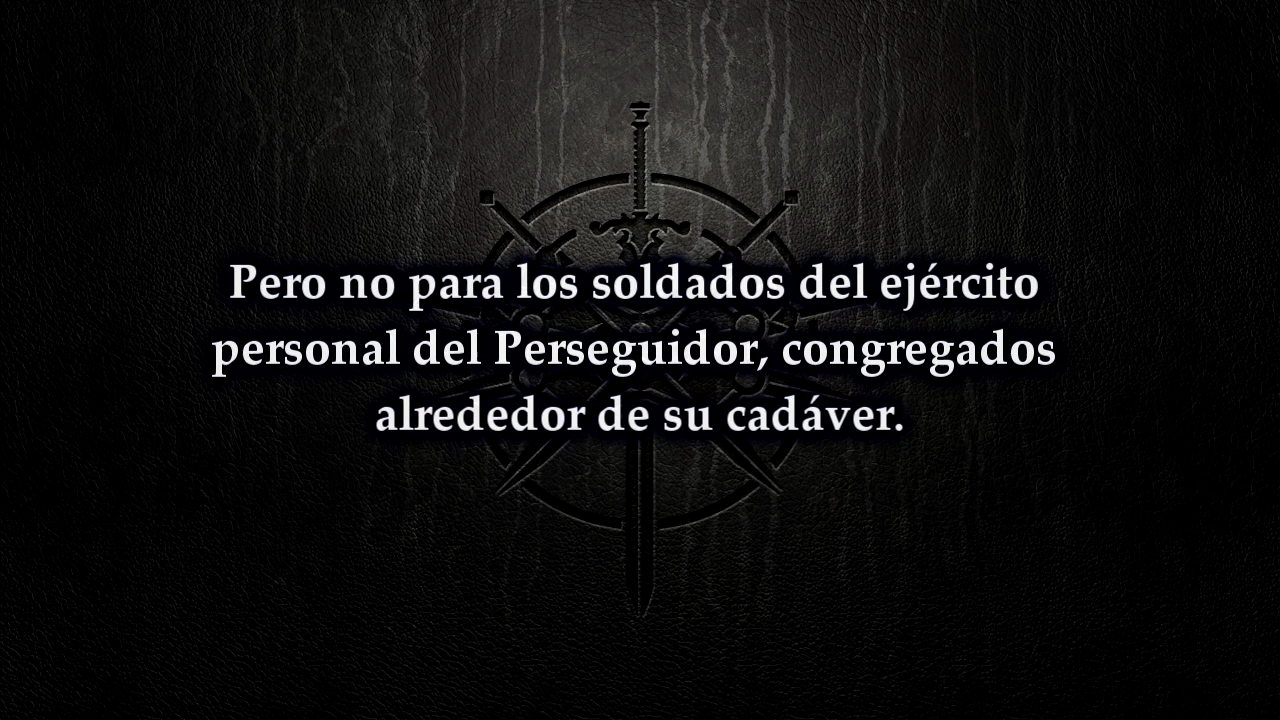 Pero no para los soldados del ejército
personal del Perseguidor, congregados
alrededor de su cadáver.